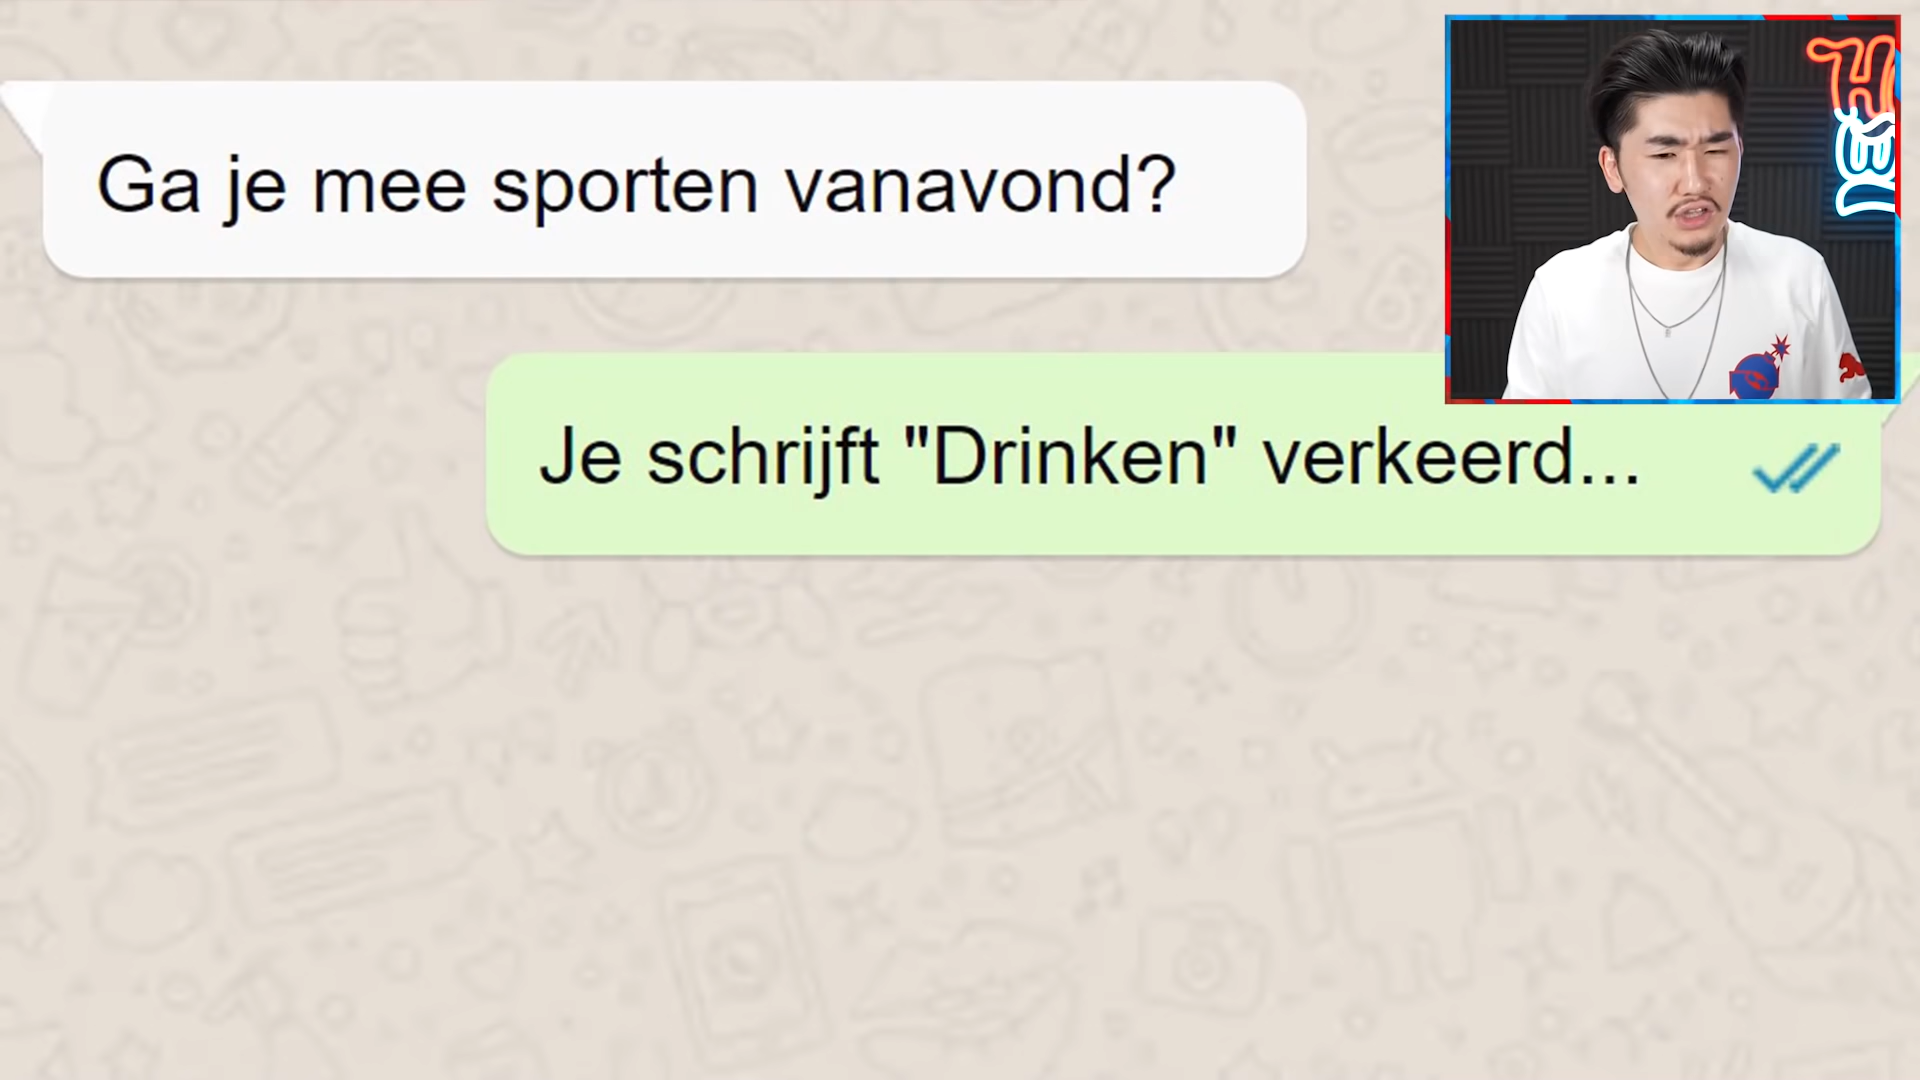 Ga je mee sporten vanavond?
Je schrijft "Drinken" verkeerd...